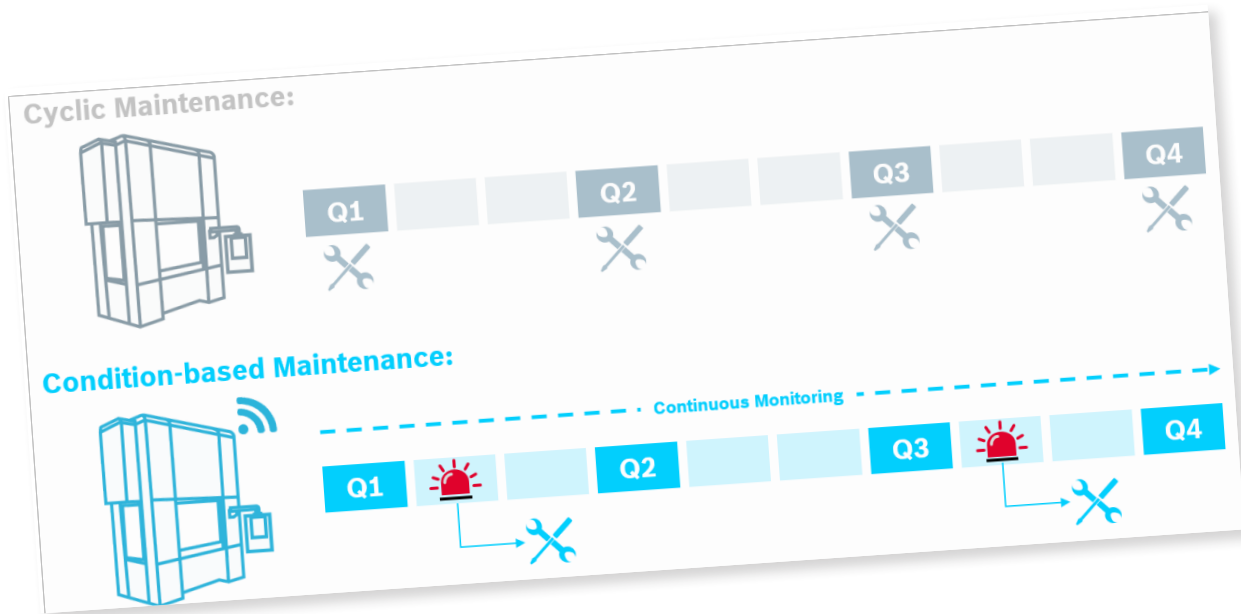 Cyclic Maintenance:
Q1
Q2
Q3
Q4
Condition-based Maintenance:
Continuous Monitoring
Q1
Q2
Q3
Q4